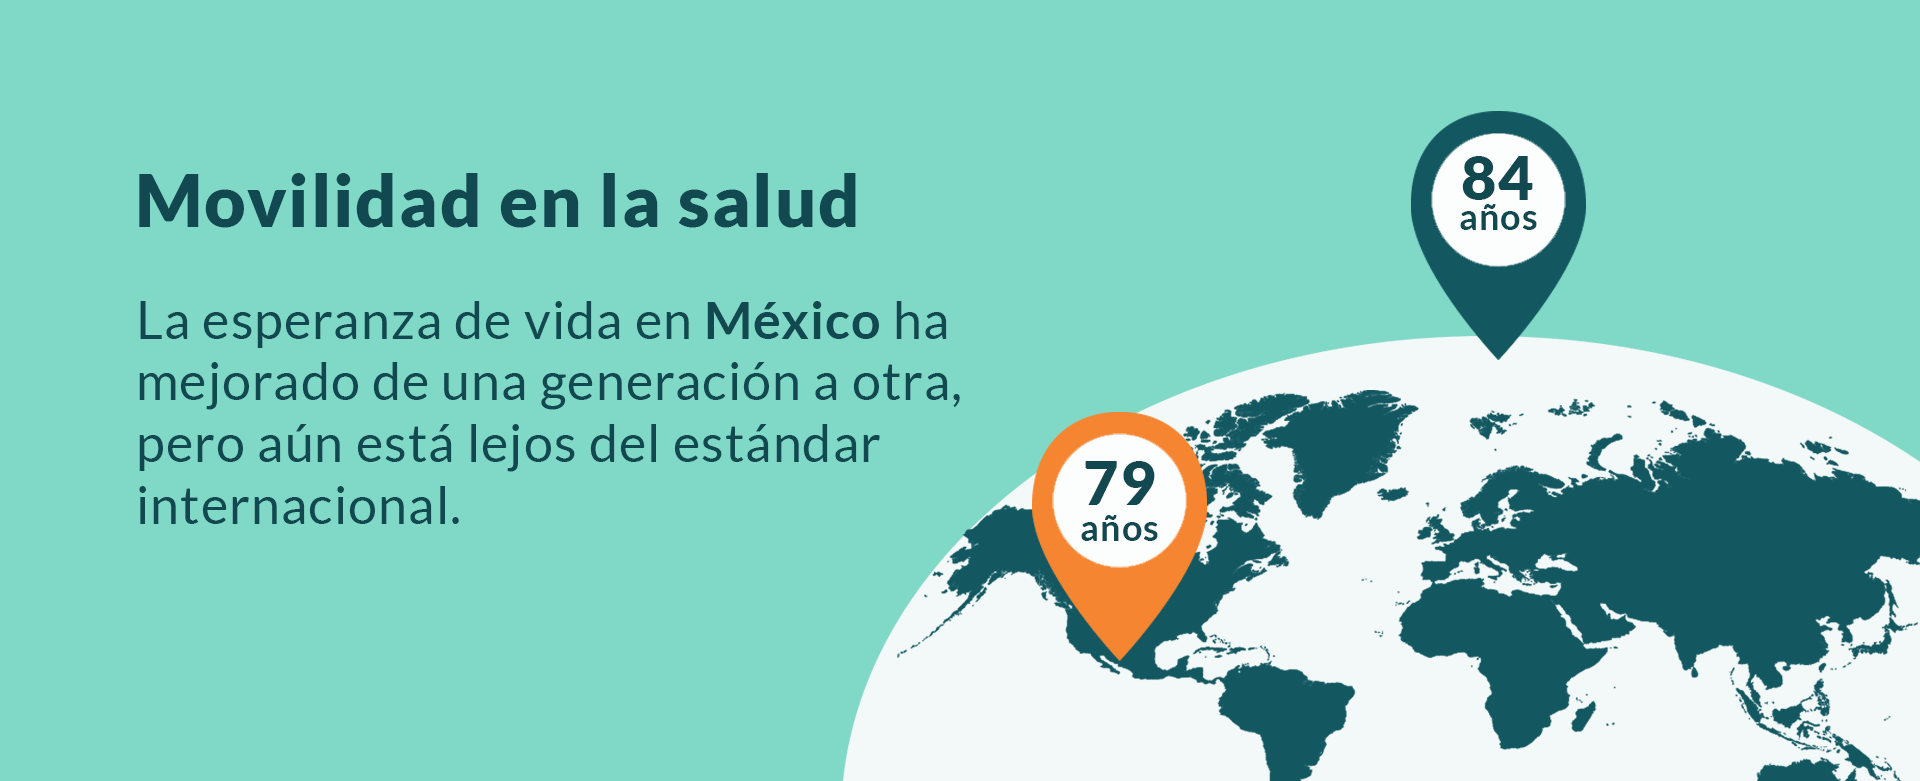 Movilidad en la salud
La esperanza de vida en México ha
mejorado de una generación a otra,
pero aún está lejos del estándar
internacional.
84
años
79
años